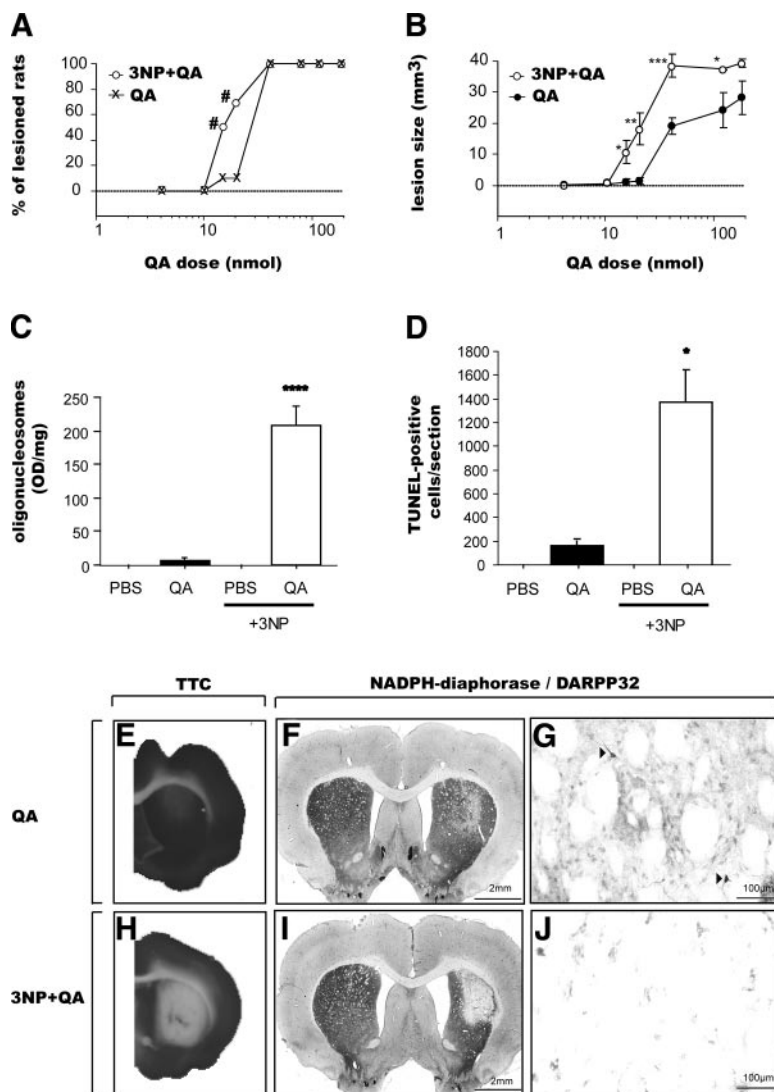 A
% of lesioned rats
100
80
60
40
20
0
3NP+QA
QA
#
#
1
10
100
QA dose (nmol)
B
lesion size (mm³)
40
30
20
10
0
3NP+QA
QA
*
**
***
*
1
10
100
QA dose (nmol)
C
oligonucleosomes
(OD/mg)
250
200
150
100
50
0
****
PBS
QA
PBS
QA
+3NP
D
TUNEL-positive
cells/section
1800
1600
1400
1200
1000
800
600
400
200
0
*
PBS
QA
PBS
QA
+3NP
TTC
NADPH-diaphorase / DARPP32
QA
E
F
2mm
G
100µm
3NP+QA
H
I
2mm
J
100µm